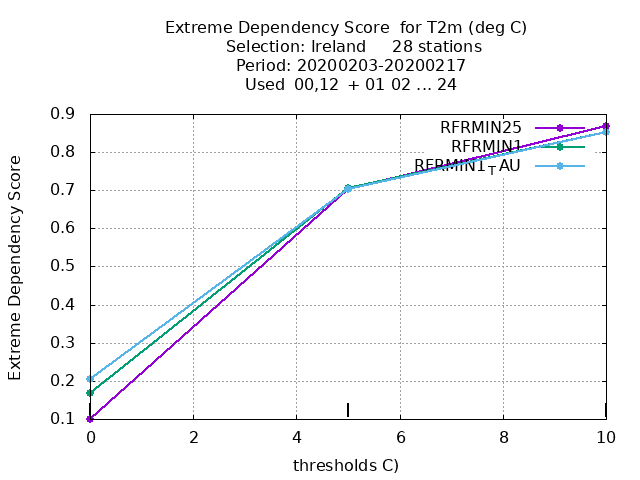 Extreme Dependency Score  for T2m (deg C)
Selection: Ireland     28 stations
Period: 20200203-20200217
Used  00,12  + 01 02 ... 24
0.9
0.8
0.7
0.6
0.5
0.4
0.3
0.2
0.1
Extreme Dependency Score
RFRMIN25
RFRMIN1
RFRMIN1TAU
0 2 4 6 8 10
thresholds C)